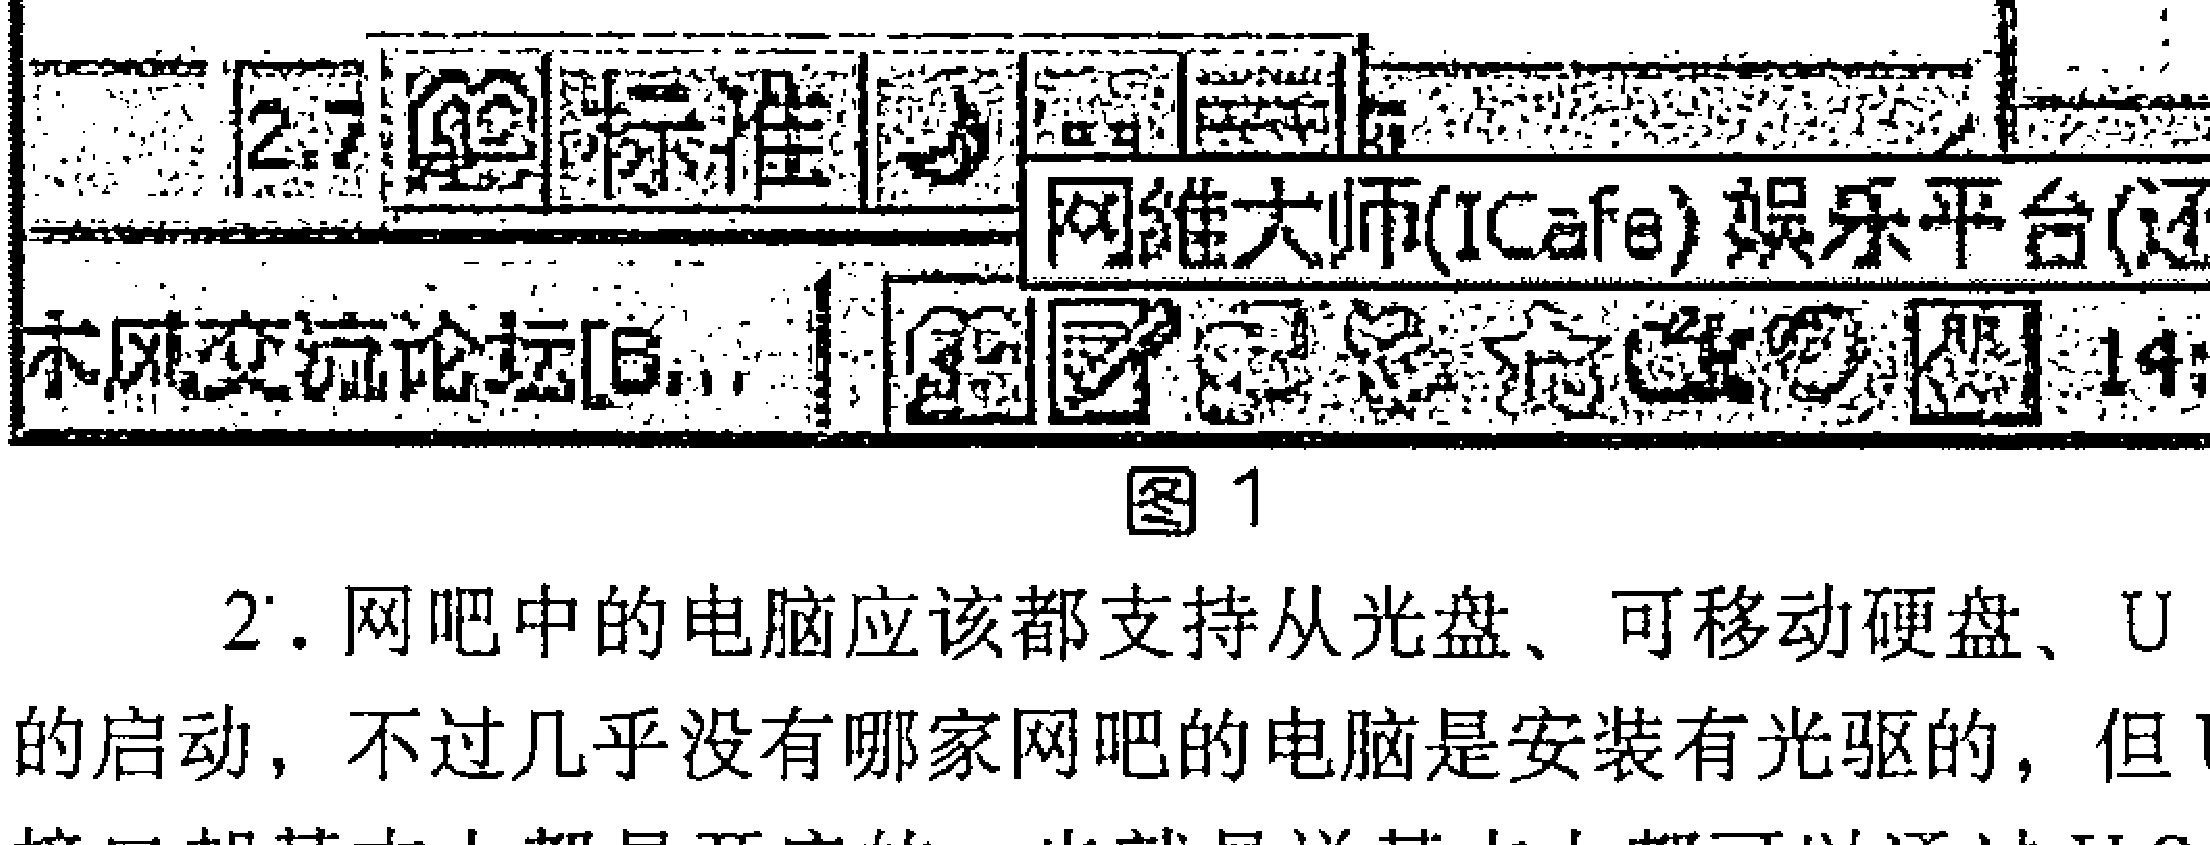 2.7 标准
网维大师(ICafe) 娱乐平台(还
木风交流论坛[6... 14:
图 1
2. 网吧中的电脑应该都支持从光盘、可移动硬盘、U
的启动，不过几乎没有哪家网吧的电脑是安装有光驱的，但 U